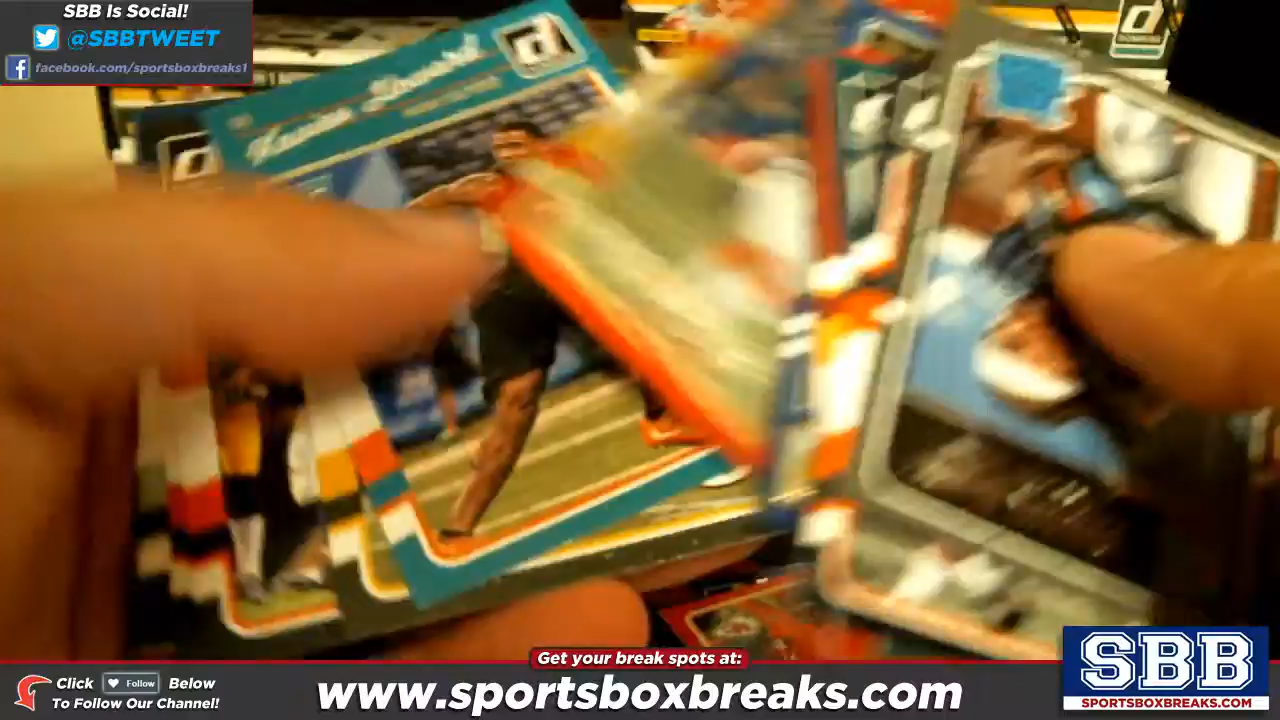 SBB Is Social!
@SBBTWEET
facebook.com/sportsboxbreaks1
Get your break spots at:
Click Follow Below
To Follow Our Channel!
www.sportsboxbreaks.com
SBB
SPORTSBOXBREAKS.COM